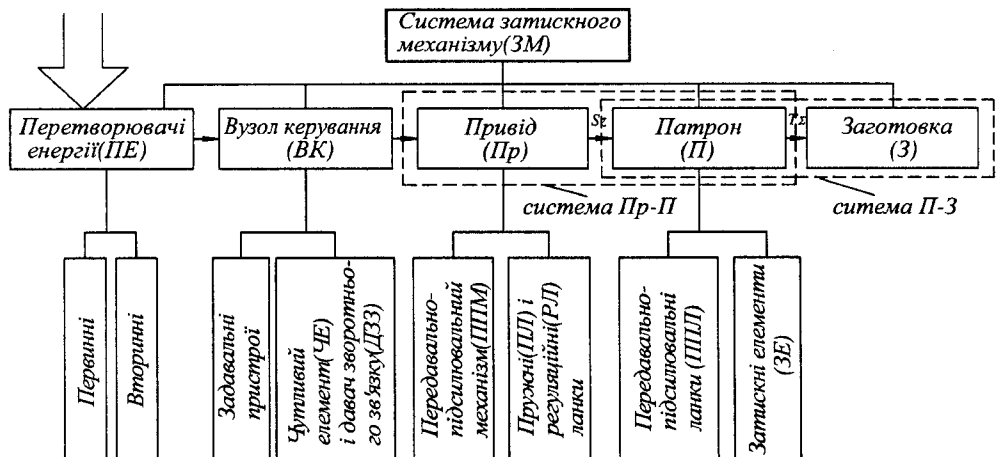 Система затискного
механізму(ЗМ)
Перетворювачі
енергії(ПЕ)
Вузол керування
(ВК)
Привід
(Пр)
SΣ
Патрон
(П)
TΣ
Заготовка
(З)
система Пр-П
ситема П-З
Первинні
Вторинні
Задавальні
пристрої
Чутливий
елемент(ЧЕ)
і давач зворотньо-
го зв'язку(ДЗЗ)
Передавально-
підсилювальний
механізм(ППМ)
Пружні(ПЛ) і
регуляційні(РЛ)
ланки
Передавально-
підсилювальні
ланки (ППЛ)
Затискні елементи
(ЗЕ)